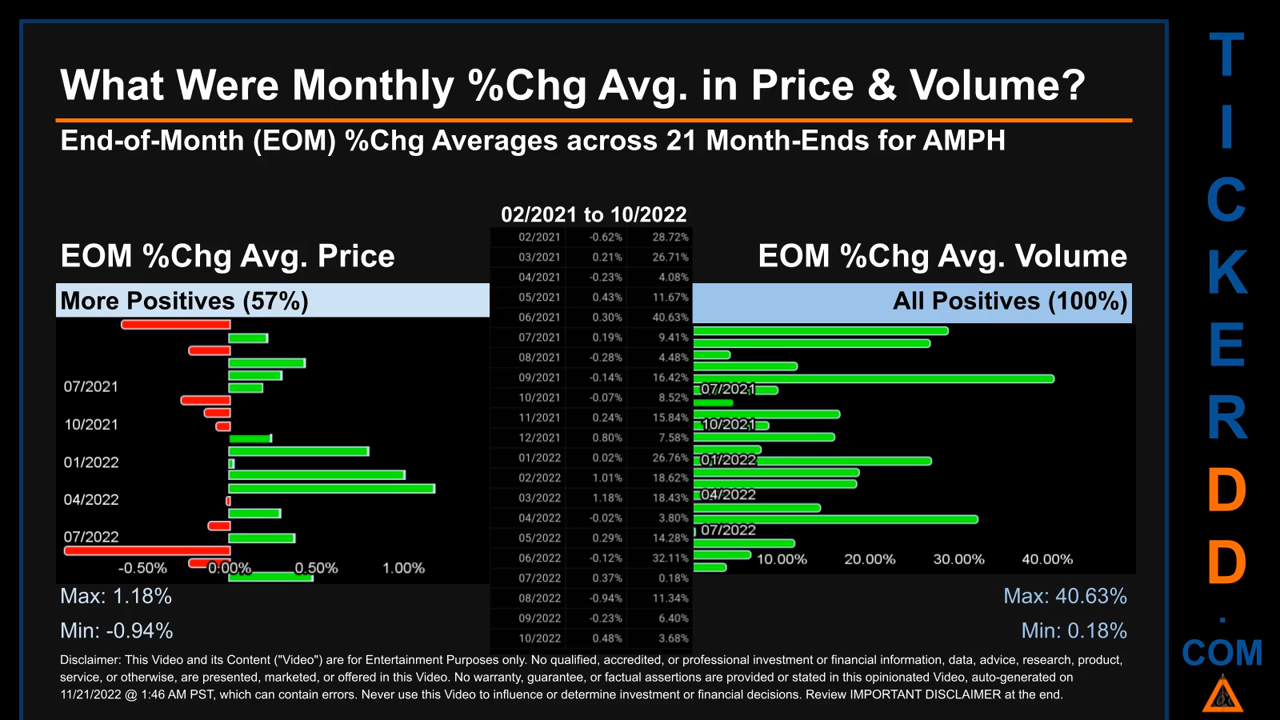 What Were Monthly %Chg Avg. in Price & Volume?
End-of-Month (EOM) %Chg Averages across 21 Month-Ends for AMPH
02/2021 to 10/2022
EOM %Chg Avg. Price
EOM %Chg Avg. Volume
More Positives (57%)
All Positives (100%)
02/2021 -0.62% 28.72%
03/2021 0.21% 26.71%
04/2021 -0.23% 4.08%
05/2021 0.43% 11.67%
06/2021 0.30% 40.63%
07/2021 0.19% 9.41%
08/2021 -0.28% 4.48%
09/2021 -0.14% 16.42%
10/2021 -0.07% 8.52%
11/2021 0.24% 15.84%
12/2021 0.80% 7.58%
01/2022 0.02% 26.76%
02/2022 1.01% 18.62%
03/2022 1.18% 18.43%
04/2022 -0.02% 3.80%
05/2022 0.29% 14.28%
06/2022 -0.12% 32.11%
07/2022 0.37% 0.18%
08/2022 -0.94% 11.34%
09/2022 -0.23% 6.40%
10/2022 0.48% 3.68%
07/2021
10/2021
01/2022
04/2022
07/2022
-0.50% 0.00% 0.50% 1.00%
07/2021
10/2021
01/2022
04/2022
07/2022
10.00% 20.00% 30.00% 40.00%
Max: 1.18%
Min: -0.94%
Max: 40.63%
Min: 0.18%
Disclaimer: This Video and its Content ("Video") are for Entertainment Purposes only. No qualified, accredited, or professional investment or financial information, data, advice, research, product,
service, or otherwise, are presented, marketed, or offered in this Video. No warranty, guarantee, or factual assertions are provided or stated in this opinionated Video, auto-generated on
11/21/2022 @ 1:46 AM PST, which can contain errors. Never use this Video to influence or determine investment or financial decisions. Review IMPORTANT DISCLAIMER at the end.
T
I
C
K
E
R
D
D
.
COM